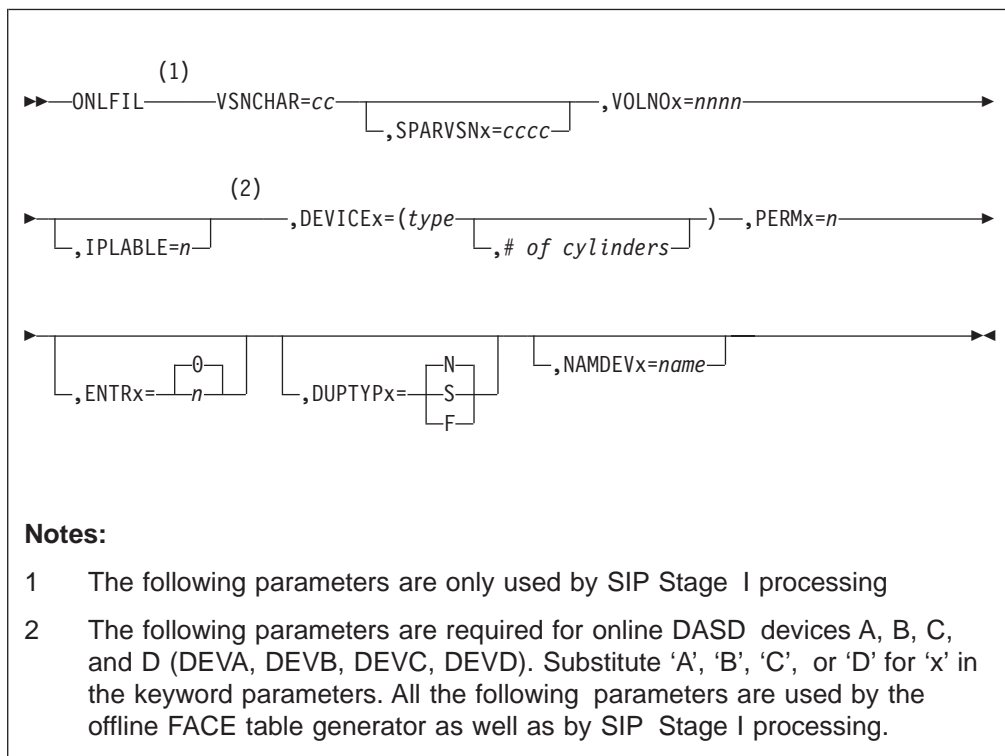 (1)
ONLFIL VSNCHAR=cc ,VOLNOx=nnnn
,SPARVSNx=cccc
(2)
,DEVICEx=(type ) ,PERMx=n
,IPLABLE=n ,# of cylinders
0 N ,NAMDEVx=name
,ENTRx= n ,DUPTYPx= S
F
Notes:
1 The following parameters are only used by SIP Stage I processing
2 The following parameters are required for online DASD devices A, B, C,
and D (DEVA, DEVB, DEVC, DEVD). Substitute ‘A’, ‘B’, ‘C’, or ‘D’ for ‘x’ in
the keyword parameters. All the following parameters are used by the
offline FACE table generator as well as by SIP Stage I processing.